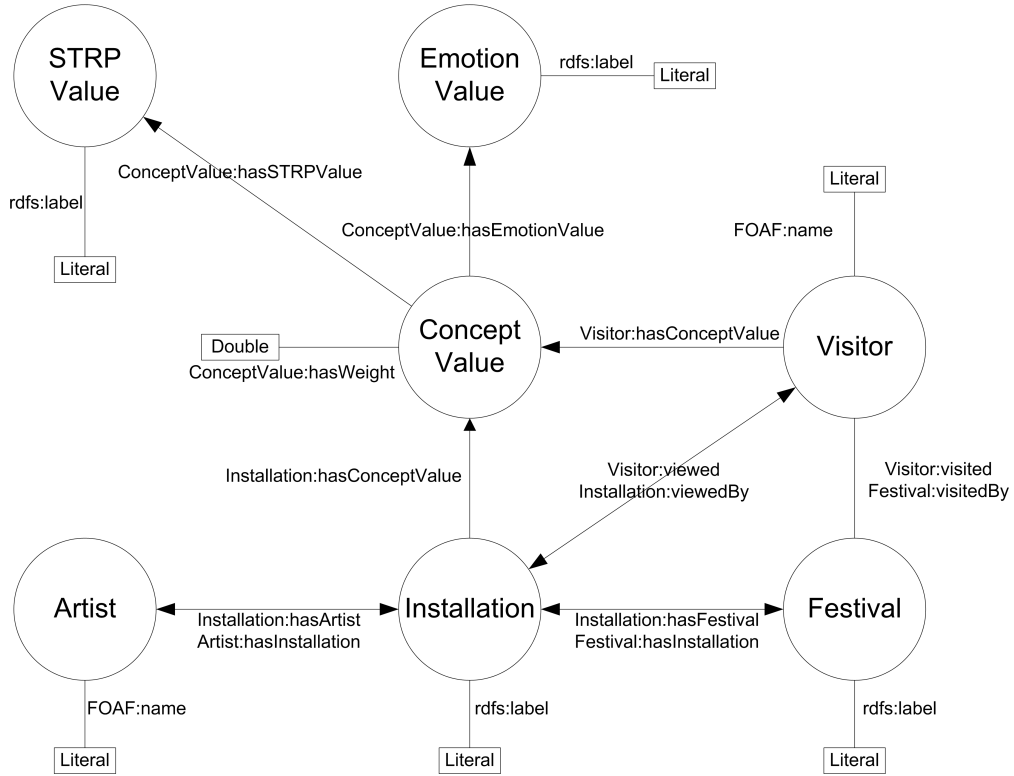 STRP
Value
Emotion
Value
rdfs:label
Literal
ConceptValue:hasSTRPValue
Literal
rdfs:label
ConceptValue:hasEmotionValue
FOAF:name
Literal
Concept
Value
Visitor:hasConceptValue
Visitor
Double
ConceptValue:hasWeight
Installation:hasConceptValue
Visitor:viewed
Installation:viewedBy
Visitor:visited
Festival:visitedBy
Artist
Installation:hasArtist
Artist:hasInstallation
Installation
Installation:hasFestival
Festival:hasInstallation
Festival
FOAF:name
rdfs:label
rdfs:label
Literal
Literal
Literal